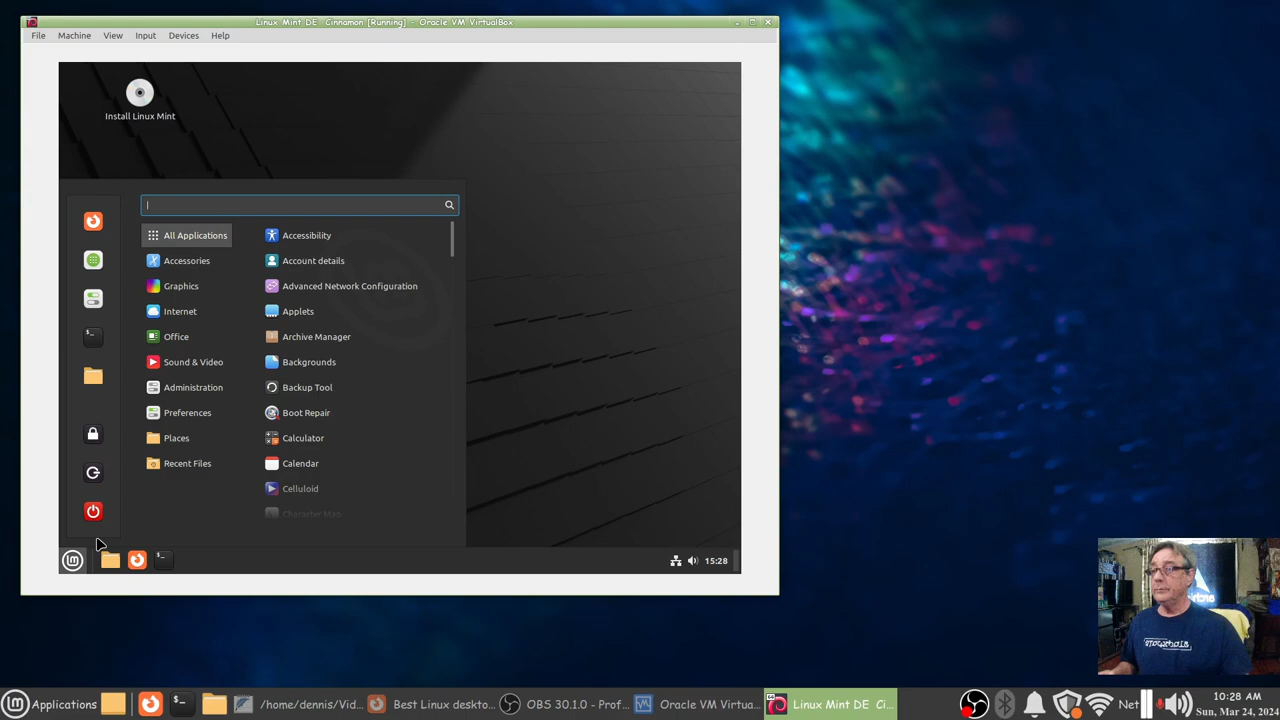 Linux Mint DE  Cinnamon [Running] - Oracle VM VirtualBox
File Machine View Input Devices Help
Install Linux Mint
All Applications
Accessories
Graphics
Internet
Office
Sound & Video
Administration
Preferences
Places
Recent Files
Accessibility
Account details
Advanced Network Configuration
Applets
Archive Manager
Backgrounds
Backup Tool
Boot Repair
Calculator
Calendar
Celluloid
Character Map
15:28
Applications
/home/dennis/Vid...
Best Linux deskto...
OBS 30.1.0 - Prof...
Oracle VM Virtua...
Linux Mint DE  Ci...
Net
10:28 AM
Sun, Mar 24, 2024